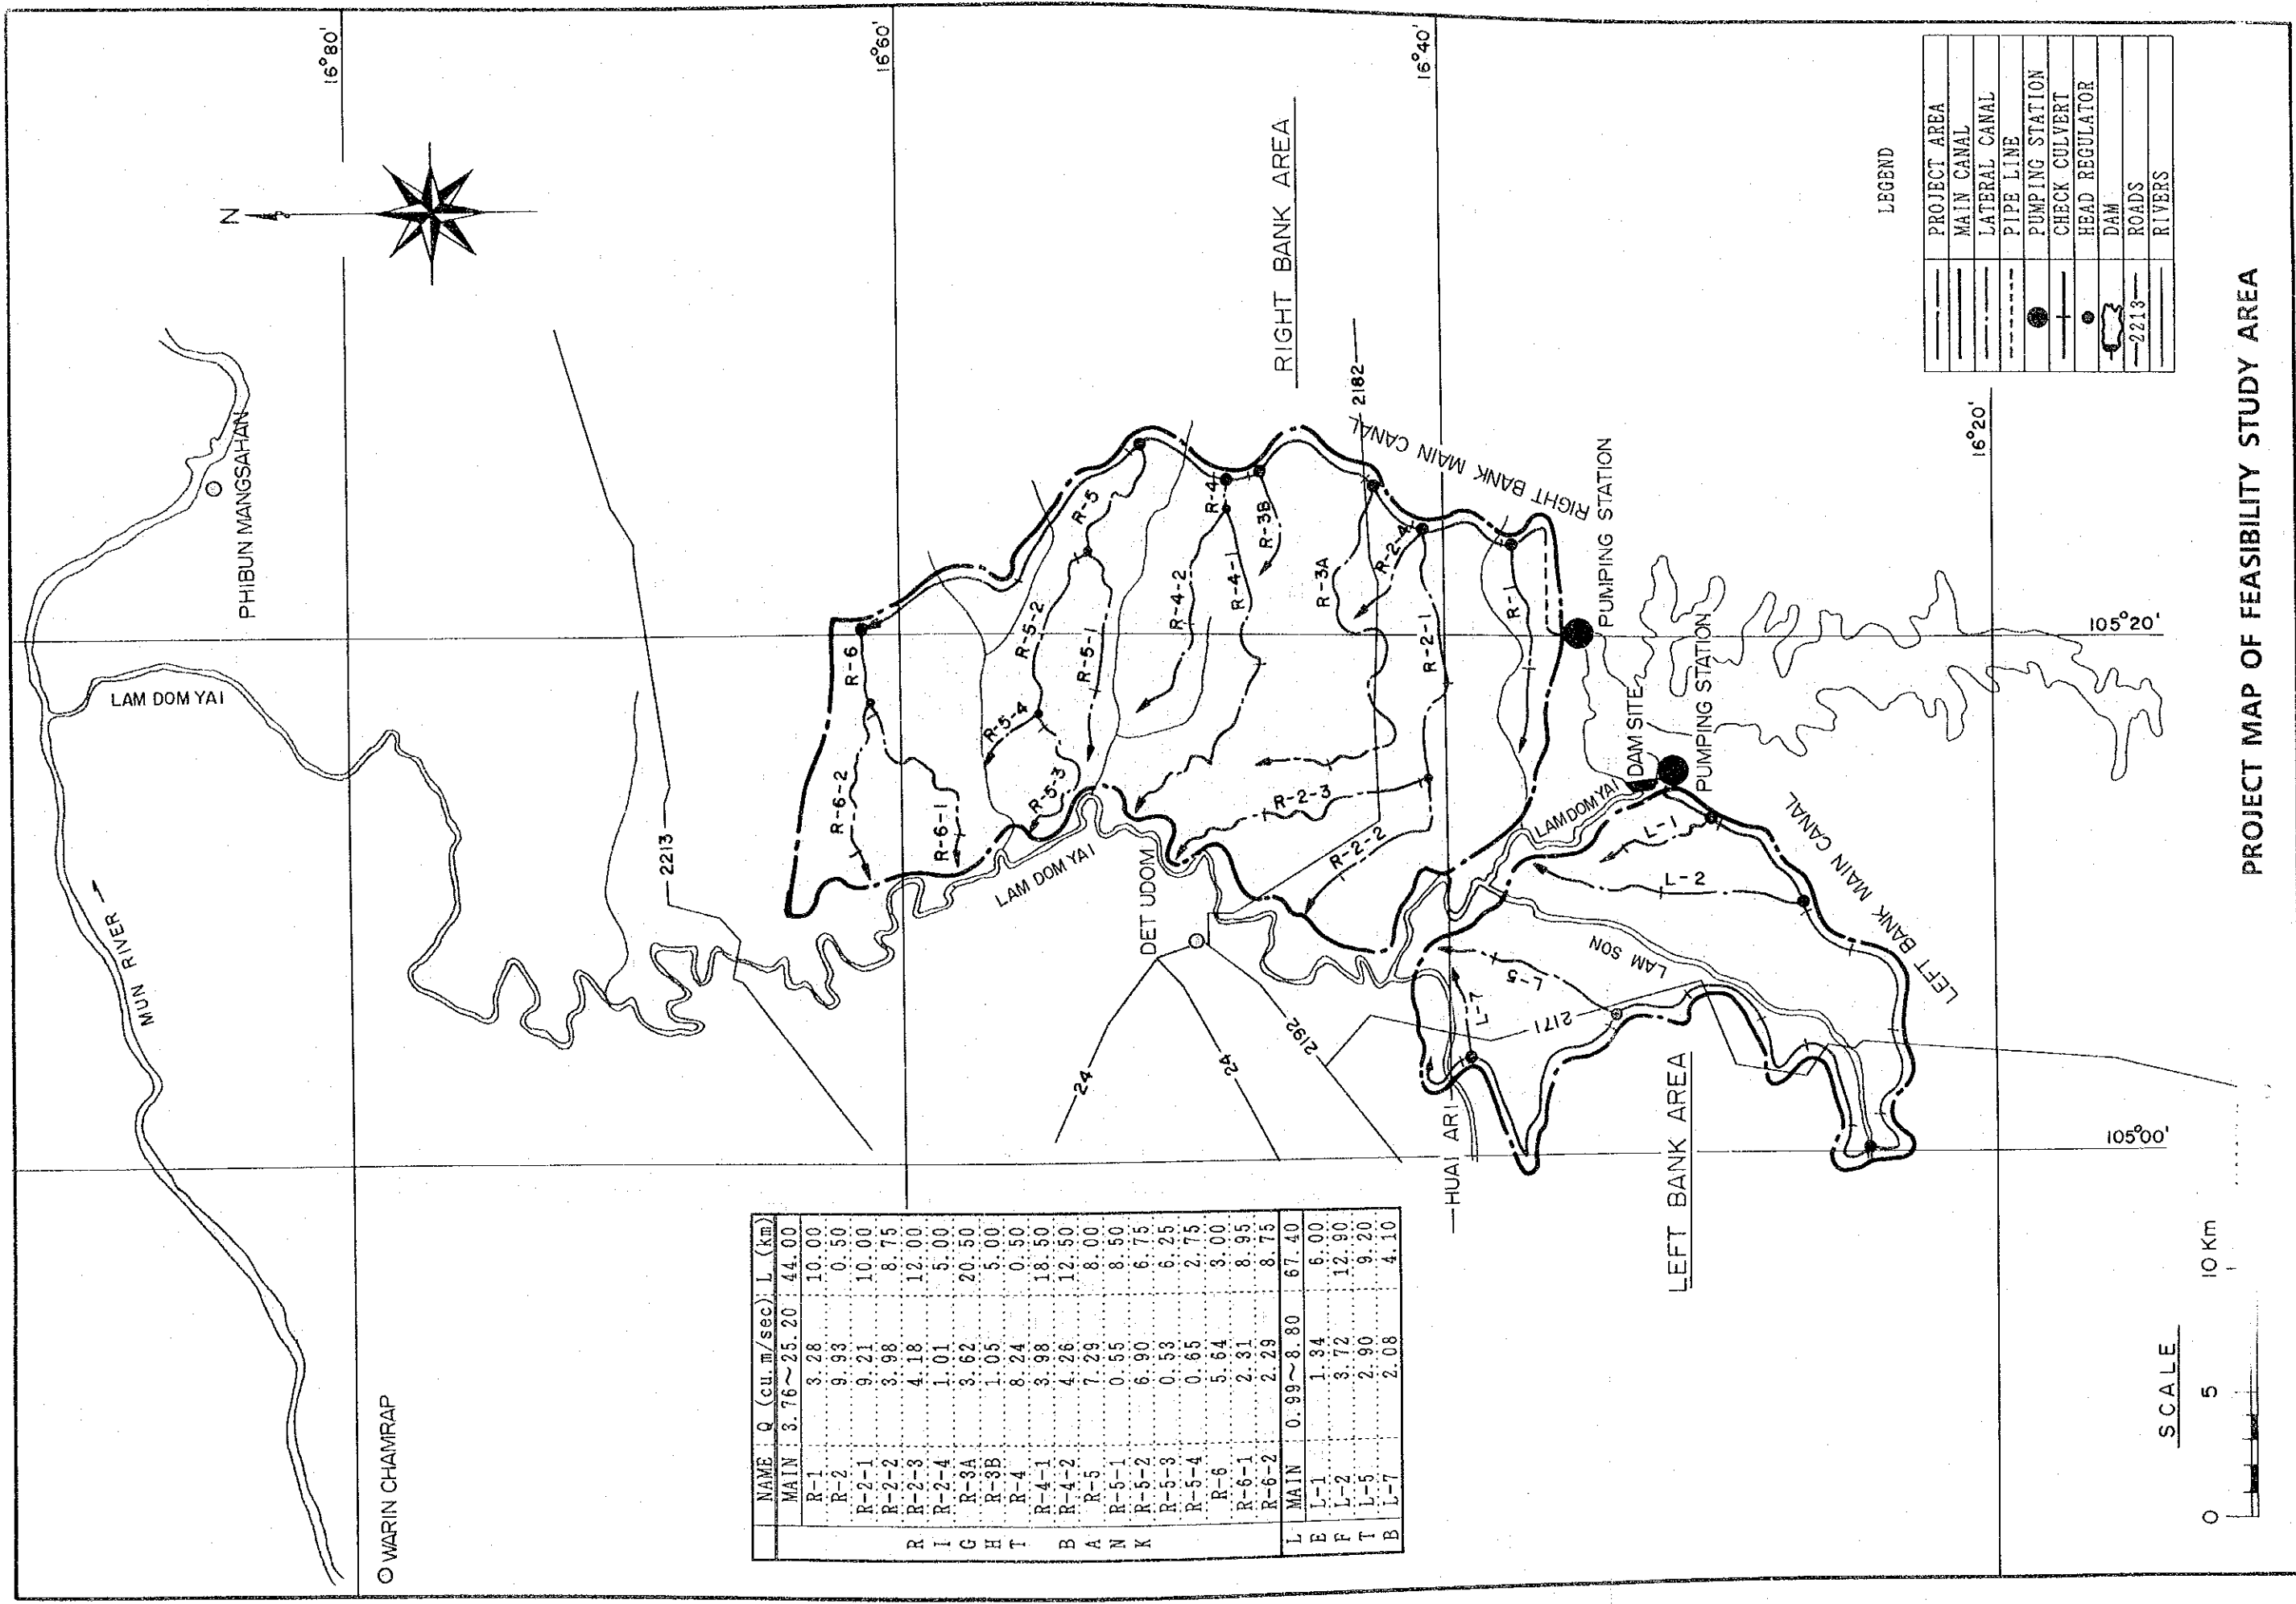 PROJECT MAP OF FEASIBILITY STUDY AREA
16°80'
16°60'
16°40'
16°20'
105°20'
105°00'
N
MUN RIVER
PHIBUN MANGSAHAN
WARIN CHAMRAP
LAM DOM YAI
2213
RIGHT BANK AREA
R-6
R-6-2
R-6-1
R-5
R-5-2
R-5-1
R-5-4
R-5-3
R-4
R-4-2
R-4-1
R-3B
R-3A
R-2-4
R-2-1
R-2-3
R-2-2
R-1
2182
RIGHT BANK MAIN CANAL
PUMPING STATION
DAM SITE
PUMPING STATION
LAM DOM YAI
LAM DOM YAI
DET UDOM
24
24
2192
2171
HUAI ARI
LAM SON
L-1
L-2
L-5
L-7
LEFT BANK MAIN CANAL
LEFT BANK AREA
LEGEND
PROJECT AREA
MAIN CANAL
LATERAL CANAL
PIPE LINE
PUMPING STATION
CHECK CULVERT
HEAD REGULATOR
DAM
2213 ROADS
RIVERS
NAME Q (cu.m/sec) L (km)
MAIN 3.76~25.20 44.00
R-1 3.28 10.00
R-2 9.93 0.50
R-2-1 9.21 10.00
R-2-2 3.98 8.75
R R-2-3 4.18 12.00
I R-2-4 1.01 5.00
G R-3A 3.62 20.50
H R-3B 1.05 5.00
T R-4 8.24 0.50
R-4-1 3.98 18.50
B R-4-2 4.26 12.50
A R-5 7.29 8.00
N R-5-1 0.55 8.50
K R-5-2 6.90 6.75
R-5-3 0.53 6.25
R-5-4 0.65 2.75
R-6 5.64 3.00
R-6-1 2.31 8.95
R-6-2 2.29 8.75
L MAIN 0.99~8.80 67.40
E L-1 1.34 6.00
F L-2 3.72 12.90
T L-5 2.90 9.20
B L-7 2.08 4.10
SCALE
0 5 10 Km